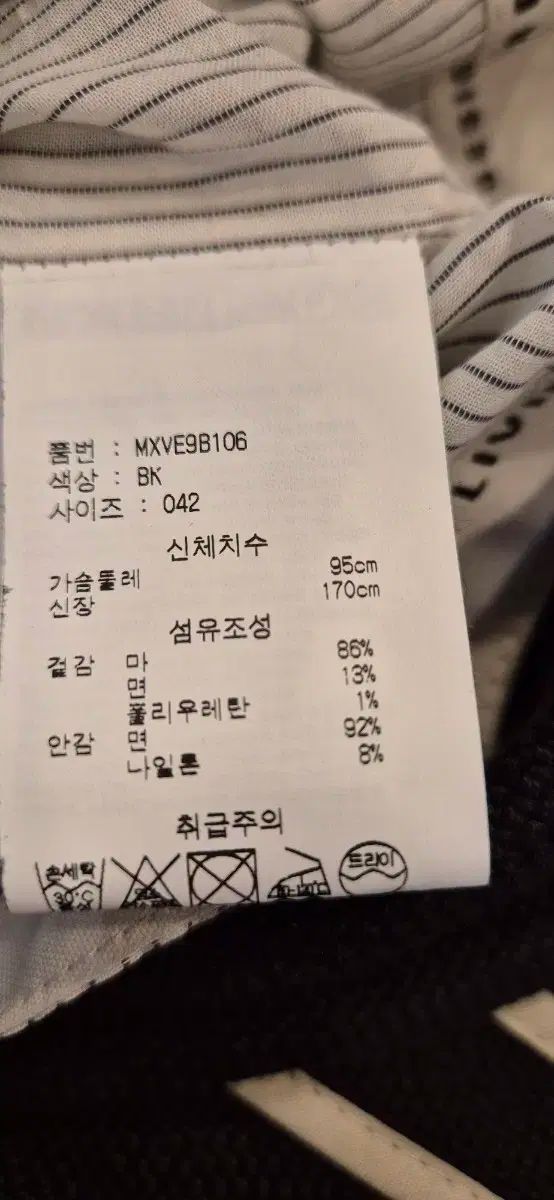 품번 : MXVE9B106
색상 : BK
사이즈 : 042
신체치수
가슴둘레 95cm
신장 170cm
섬유조성
겉감 마 86%
면 13%
폴리우레탄 1%
안감 면 92%
나일론 8%
취급주의
손세탁
30°C
드라이